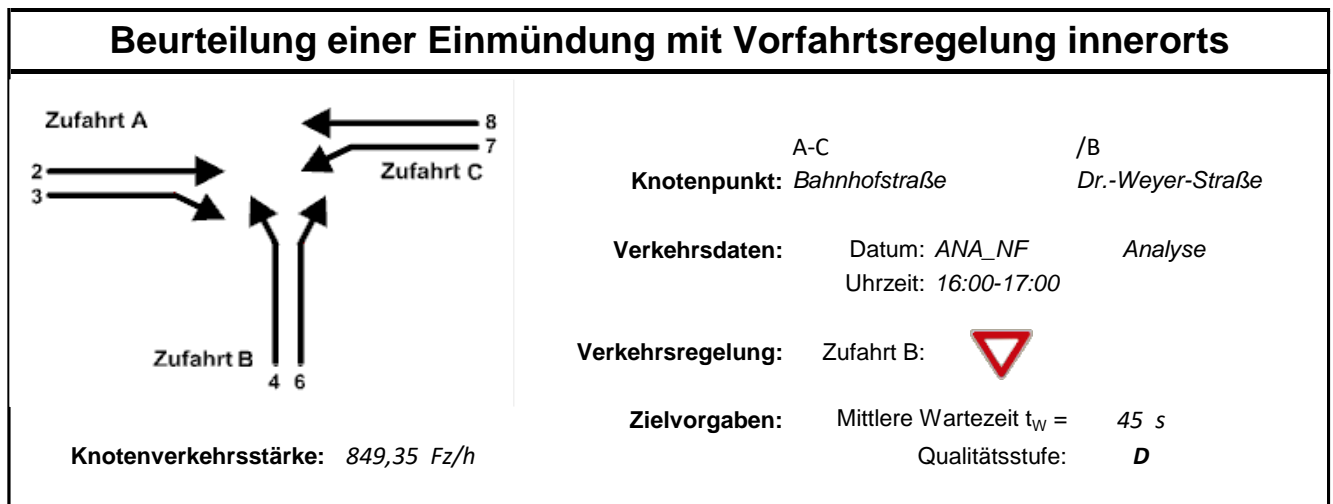 Beurteilung einer Einmündung mit Vorfahrtsregelung innerorts
Zufahrt A
8
7
2
Zufahrt C
3
Zufahrt B
4 6
Knotenverkehrsstärke: 849,35 Fz/h
A-C /B
Knotenpunkt: Bahnhofstraße Dr.-Weyer-Straße
Verkehrsdaten: Datum: ANA_NF Analyse
Uhrzeit: 16:00-17:00
Verkehrsregelung: Zufahrt B:
Zielvorgaben: Mittlere Wartezeit tW = 45 s
Qualitätsstufe: D